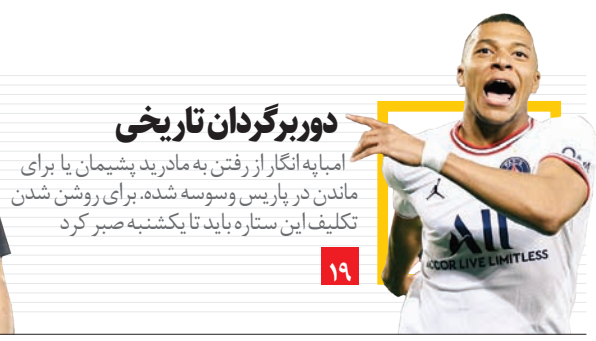 دوربرگردان تاریخی
امباپه انگار از رفتن به مادرید پشیمان یا برای
ماندن در پاریس وسوسه شده. برای روشن شدن
تکلیف این ستاره باید تا یکشنبه صبر کرد
۱۹
ALL
ACCOR LIVE LIMITLESS